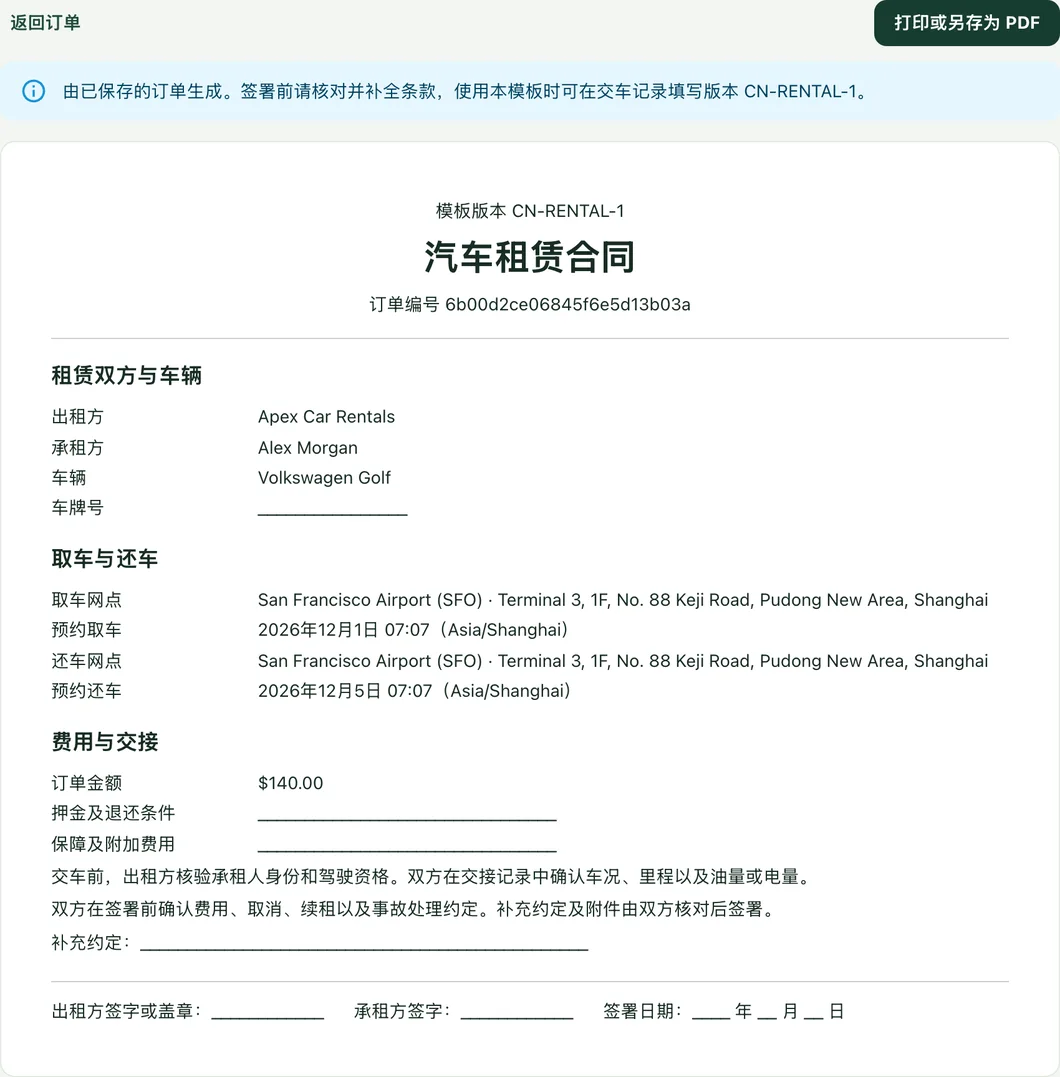 返回订单
打印或另存为 PDF
由已保存的订单生成。签署前请核对并补全条款，使用本模板时可在交车记录填写版本 CN-RENTAL-1。
模板版本 CN-RENTAL-1
汽车租赁合同
订单编号 6b00d2ce06845f6e5d13b03a
租赁双方与车辆
出租方 Apex Car Rentals
承租方 Alex Morgan
车辆 Volkswagen Golf
车牌号 ________________
取车与还车
取车网点 San Francisco Airport (SFO) · Terminal 3, 1F, No. 88 Keji Road, Pudong New Area, Shanghai
预约取车 2026年12月1日 07:07（Asia/Shanghai）
还车网点 San Francisco Airport (SFO) · Terminal 3, 1F, No. 88 Keji Road, Pudong New Area, Shanghai
预约还车 2026年12月5日 07:07（Asia/Shanghai）
费用与交接
订单金额 $140.00
押金及退还条件 ________________________________
保障及附加费用 ________________________________
交车前，出租方核验承租人身份和驾驶资格。双方在交接记录中确认车况、里程以及油量或电量。
双方在签署前确认费用、取消、续租以及事故处理约定。补充约定及附件由双方核对后签署。
补充约定：________________________________________________
出租方签字或盖章：____________ 承租方签字：____________ 签署日期：____ 年 __ 月 __ 日